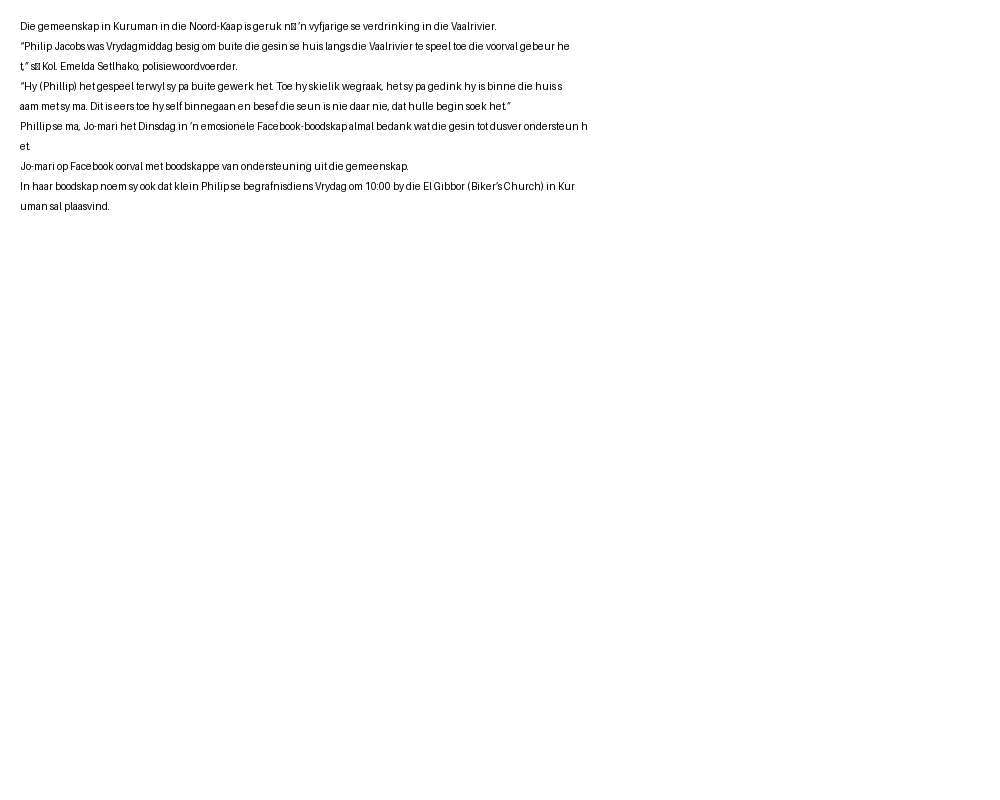 Die gemeenskap in Kuruman in die Noord-Kaap is geruk n□ 'n vyfjarige se verdrinking in die Vaalrivier.
"Philip Jacobs was Vrydagmiddag besig om buite die gesin se huis langs die Vaalrivier te speel toe die voorval gebeur he
t," s□ Kol. Emelda Setlhako, polisiewoordvoerder.
"Hy (Phillip) het gespeel terwyl sy pa buite gewerk het. Toe hy skielik wegraak, het sy pa gedink hy is binne die huis s
aam met sy ma. Dit is eers toe hy self binnegaan en besef die seun is nie daar nie, dat hulle begin soek het."
Phillip se ma, Jo-mari het Dinsdag in 'n emosionele Facebook-boodskap almal bedank wat die gesin tot dusver ondersteun h
et.
Jo-mari op Facebook oorval met boodskappe van ondersteuning uit die gemeenskap.
In haar boodskap noem sy ook dat klein Philip se begrafnisdiens Vrydag om 10:00 by die El Gibbor (Biker's Church) in Kur
uman sal plaasvind.